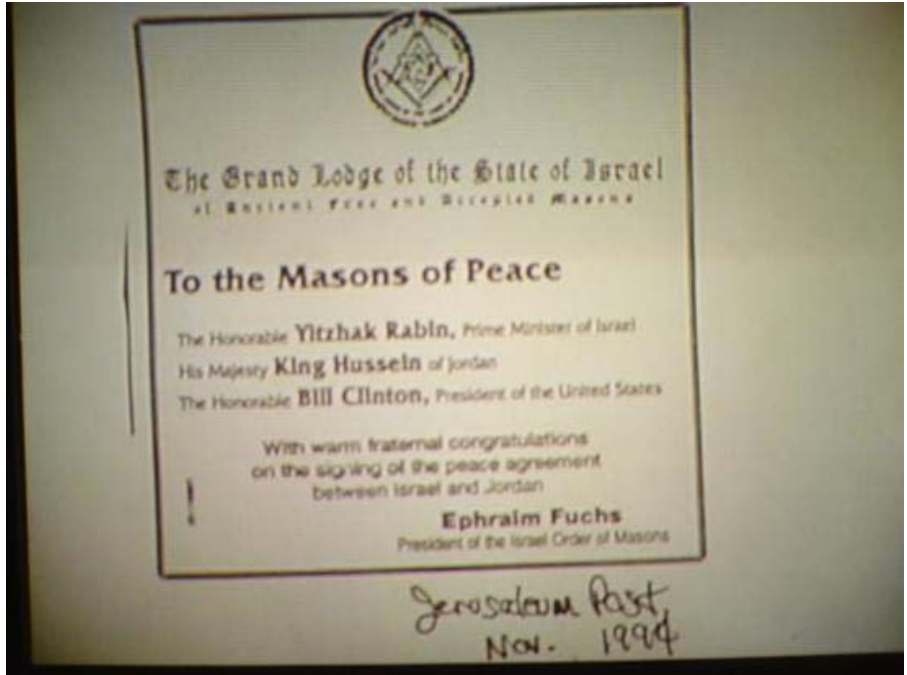 The Grand Lodge of the State of Israel
of Ancient Free and Accepted Masons
To the Masons of Peace
The Honorable Yitzhak Rabin, Prime Minister of Israel
His Majesty King Hussein of Jordan
The Honorable Bill Clinton, President of the United States
With warm fraternal congratulations
on the signing of the peace agreement
between Israel and Jordan
!
Ephraim Fuchs
President of the Israel Order of Masons
Jerusaleum Post,
Nov. 1994